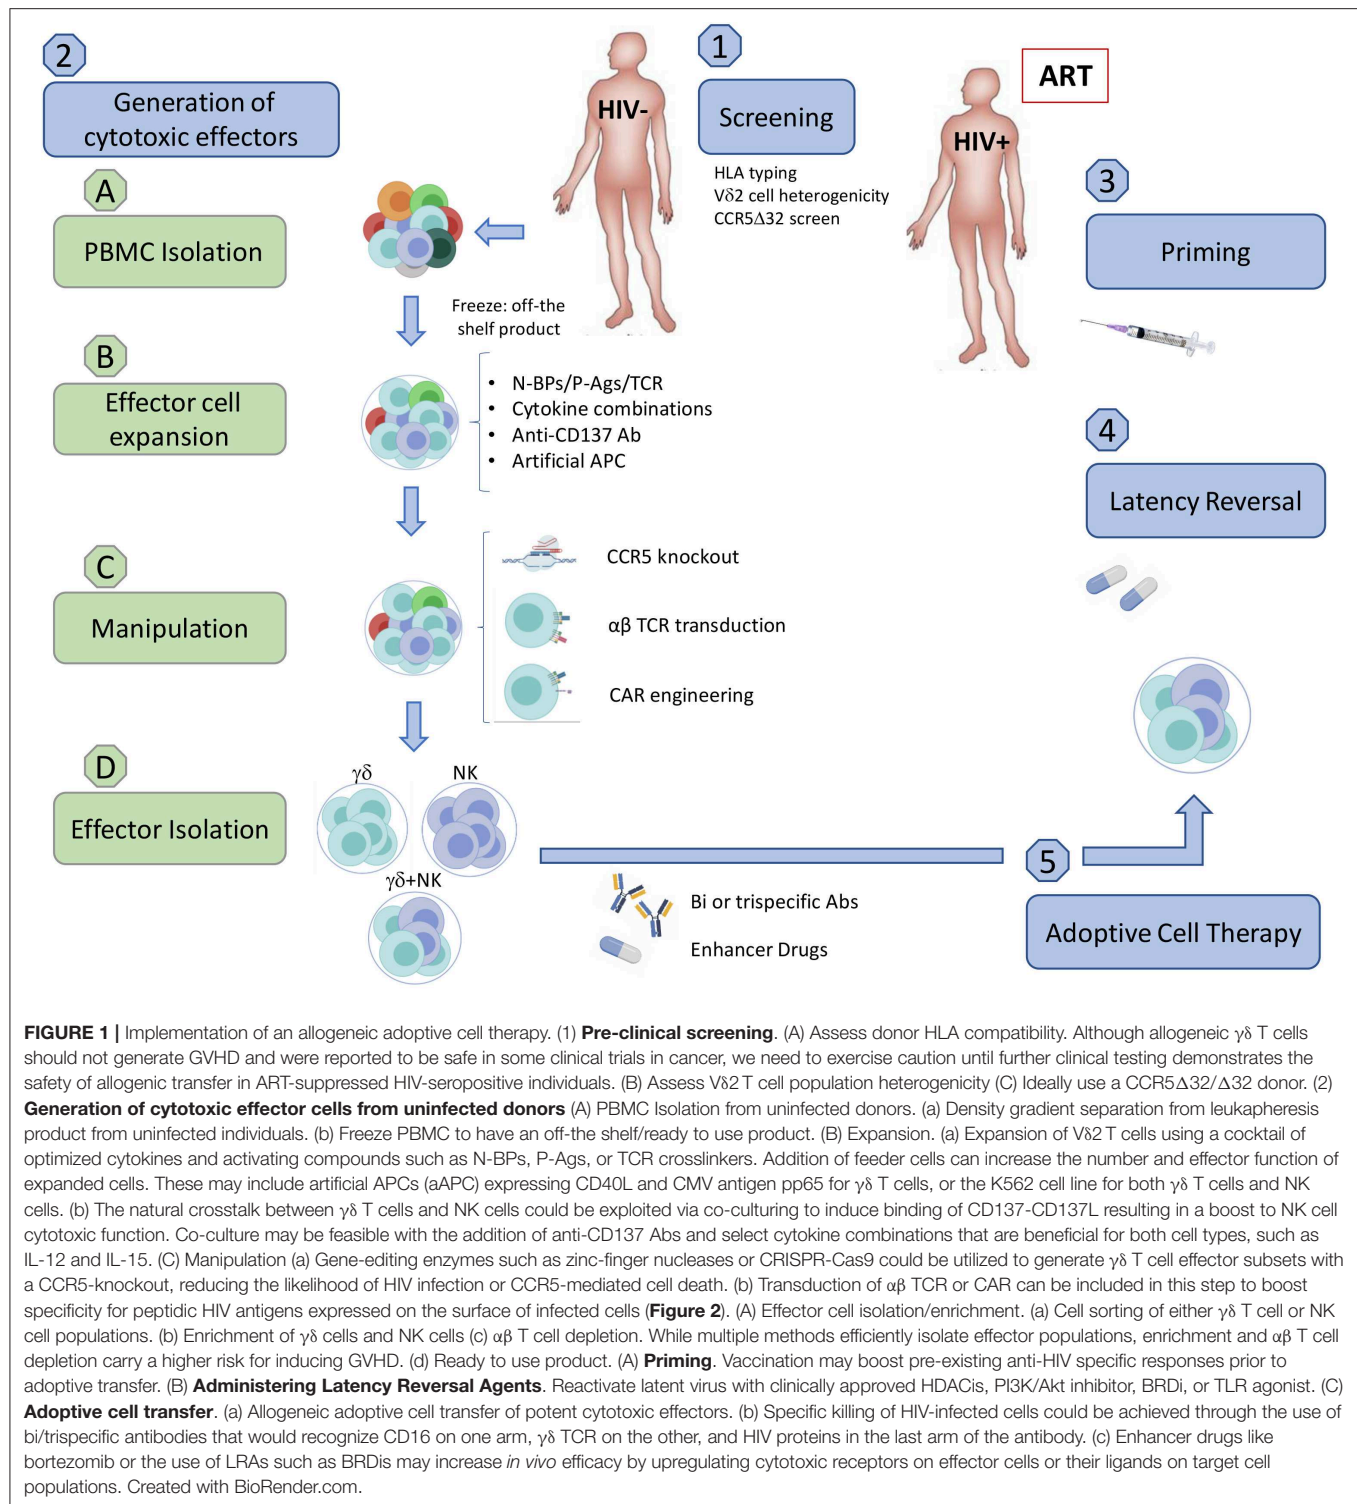 2
Generation of
cytotoxic effectors
A
PBMC Isolation
B
Effector cell
expansion
C
Manipulation
D
Effector Isolation
HIV-
1
Screening
HLA typing
Vδ2 cell heterogenicity
CCR5Δ32 screen
ART
HIV+
3
Priming
4
Latency Reversal
Freeze: off-the
shelf product
• N-BPs/P-Ags/TCR
• Cytokine combinations
• Anti-CD137 Ab
• Artificial APC
CCR5 knockout
αβ TCR transduction
CAR engineering
γδ
NK
γδ+NK
Bi or trispecific Abs
Enhancer Drugs
5
Adoptive Cell Therapy
FIGURE 1 | Implementation of an allogeneic adoptive cell therapy. (1) Pre-clinical screening. (A) Assess donor HLA compatibility. Although allogeneic γδ T cells
should not generate GVHD and were reported to be safe in some clinical trials in cancer, we need to exercise caution until further clinical testing demonstrates the
safety of allogenic transfer in ART-suppressed HIV-seropositive individuals. (B) Assess Vδ2 T cell population heterogeneity (C) Ideally use a CCR5Δ32/Δ32 donor. (2)
Generation of cytotoxic effector cells from uninfected donors (A) PBMC Isolation from uninfected donors. (a) Density gradient separation from leukapheresis
product from uninfected individuals. (b) Freeze PBMC to have an off-the shelf/ready to use product. (B) Expansion. (a) Expansion of Vδ2 T cells using a cocktail of
optimized cytokines and activating compounds such as N-BPs, P-Ags, or TCR crosslinkers. Addition of feeder cells can increase the number and effector function of
expanded cells. These may include artificial APCs (aAPC) expressing CD40L and CMV antigen pp65 for γδ T cells, or the K562 cell line for both γδ T cells and NK
cells. (b) The natural crosstalk between γδ T cells and NK cells could be exploited via co-culturing to induce binding of CD137-CD137L resulting in a boost to NK cell
cytotoxic function. Co-culture may be feasible with the addition of anti-CD137 Abs and select cytokine combinations that are beneficial for both cell types, such as
IL-12 and IL-15. (C) Manipulation (a) Gene-editing enzymes such as zinc-finger nucleases or CRISPR-Cas9 could be utilized to generate γδ T cell effector subsets with
a CCR5-knockout, reducing the likelihood of HIV infection or CCR5-mediated cell death. (b) Transduction of αβ TCR or CAR can be included in this step to boost
specificity for peptidic HIV antigens expressed on the surface of infected cells (Figure 2). (A) Effector cell isolation/enrichment. (a) Cell sorting of either γδ T cell or NK
cell populations. (b) Enrichment of γδ cells and NK cells (c) αβ T cell depletion. While multiple methods efficiently isolate effector populations, enrichment and αβ T cell
depletion carry a higher risk for inducing GVHD. (d) Ready to use product. (A) Priming. Vaccination may boost pre-existing anti-HIV specific responses prior to
adoptive transfer. (B) Administering Latency Reversal Agents. Reactivate latent virus with clinically approved HDACis, PI3K/Akt inhibitor, BRDi, or TLR agonist. (C)
Adoptive cell transfer. (a) Allogeneic adoptive cell transfer of potent cytotoxic effectors. (b) Specific killing of HIV-infected cells could be achieved through the use of
bi/trispecific antibodies that would recognize CD16 on one arm, γδ TCR on the other, and HIV proteins in the last arm of the antibody. (c) Enhancer drugs like
bortezomib or the use of LRAs such as BRDis may increase in vivo efficacy by upregulating cytotoxic receptors on effector cells or their ligands on target cell
populations. Created with BioRender.com.